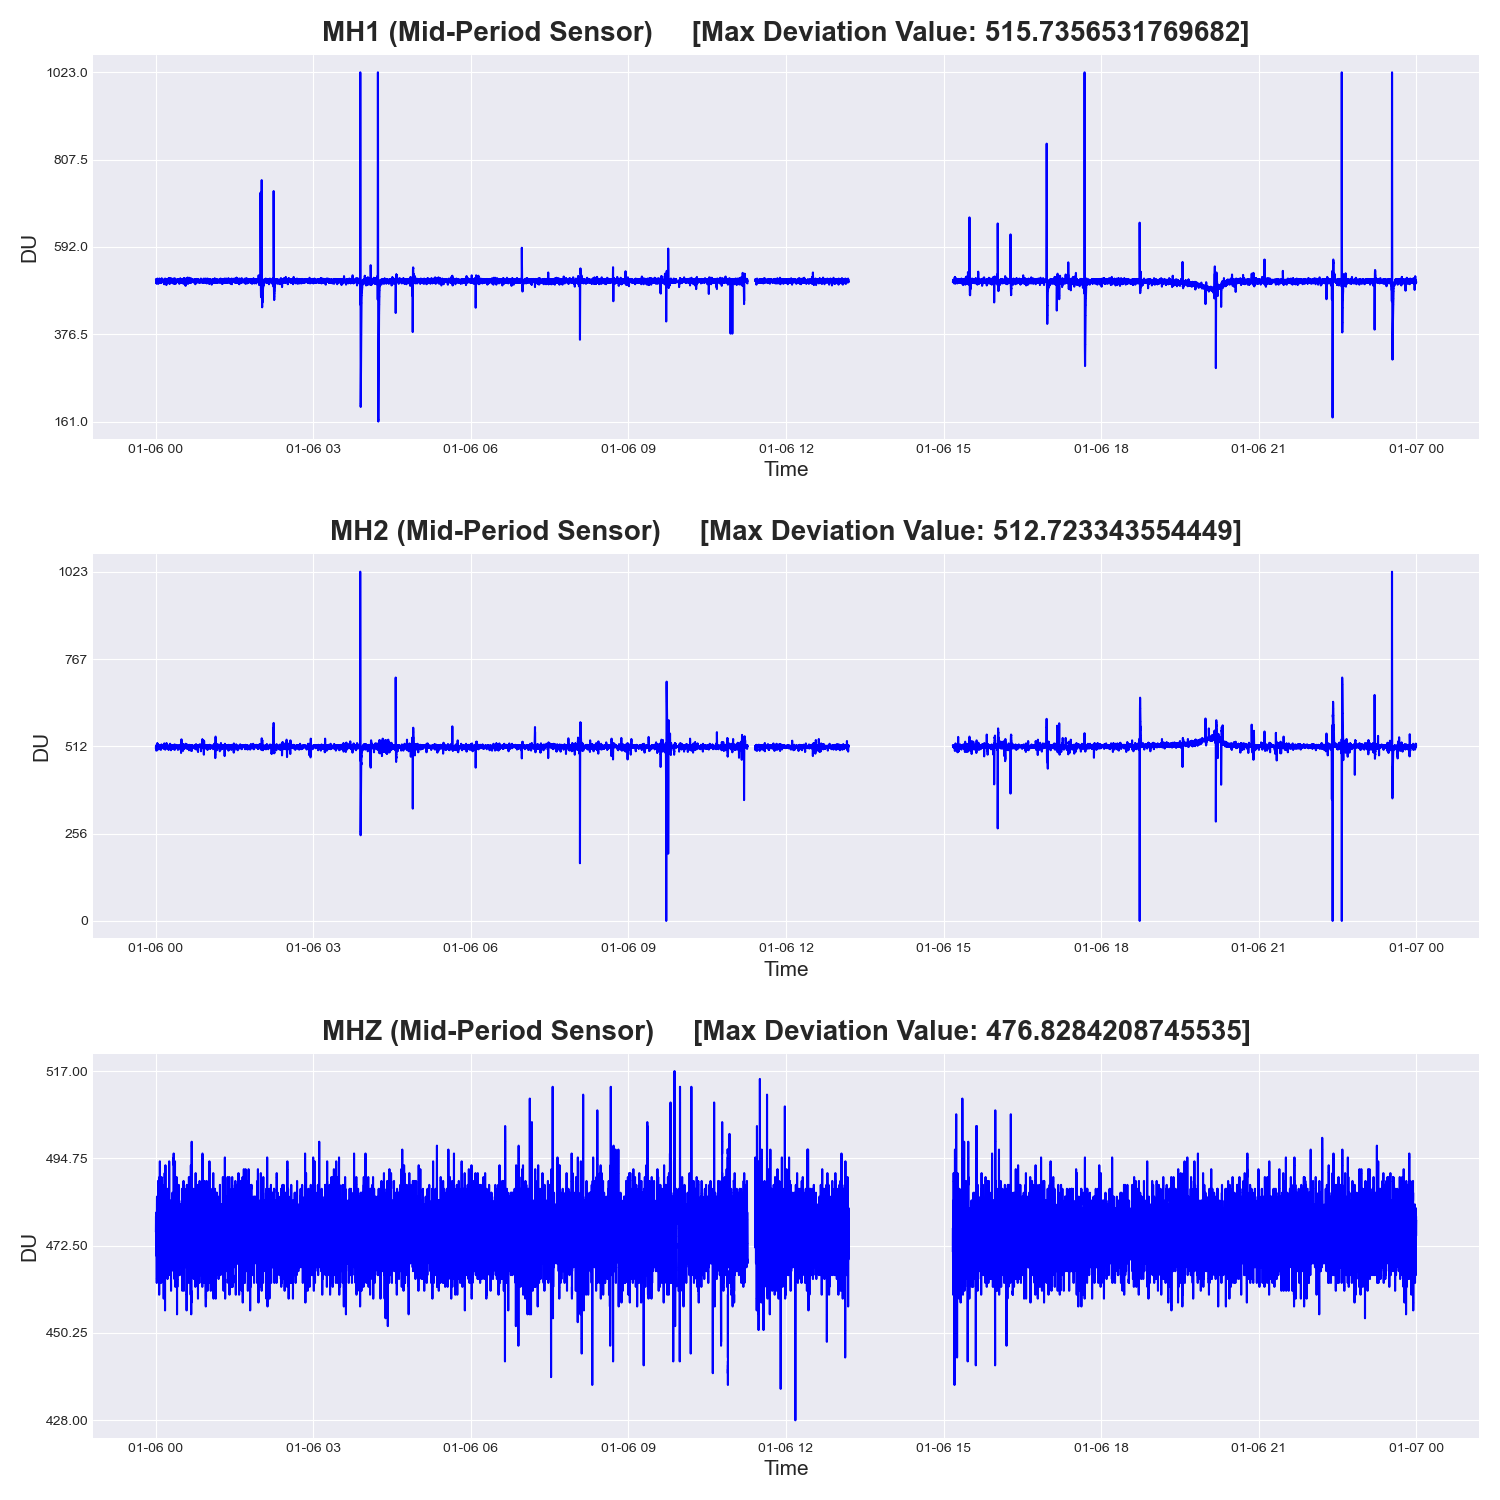 MH1 (Mid-Period Sensor) [Max Deviation Value: 515.7356531769682]
1023.0
807.5
592.0
376.5
161.0
DU
01-06 00 01-06 03 01-06 06 01-06 09 01-06 12 01-06 15 01-06 18 01-06 21 01-07 00
Time
MH2 (Mid-Period Sensor) [Max Deviation Value: 512.723343554449]
1023
767
512
256
0
DU
01-06 00 01-06 03 01-06 06 01-06 09 01-06 12 01-06 15 01-06 18 01-06 21 01-07 00
Time
MHZ (Mid-Period Sensor) [Max Deviation Value: 476.8284208745535]
517.00
494.75
472.50
450.25
428.00
DU
01-06 00 01-06 03 01-06 06 01-06 09 01-06 12 01-06 15 01-06 18 01-06 21 01-07 00
Time